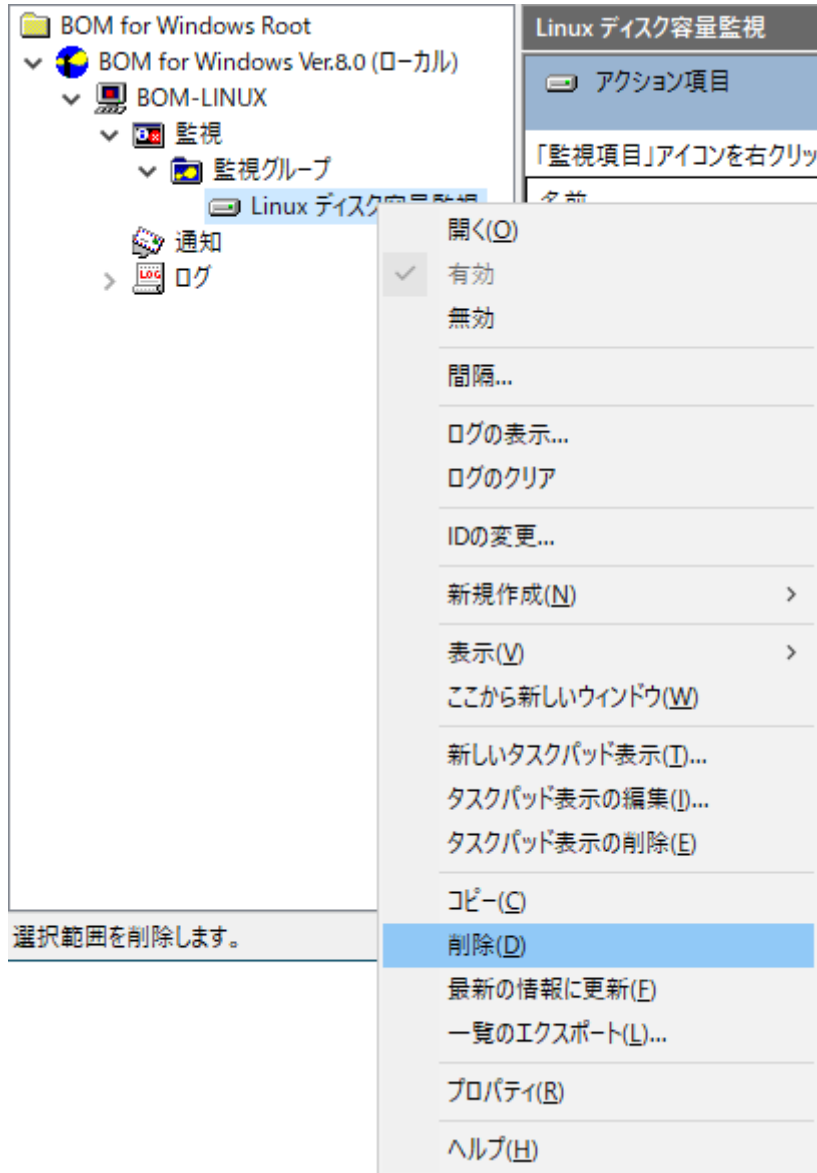 BOM for Windows Root
BOM for Windows Ver.8.0 (ローカル)
BOM-LINUX
監視
監視グループ
Linux ディスク容量監視
通知
ログ
選択範囲を削除します。
Linux ディスク容量監視
アクション項目
「監視項目」アイコンを右クリッ
名前
開く(O)
有効
無効
間隔...
ログの表示...
ログのクリア
IDの変更...
新規作成(N)
表示(V)
ここから新しいウィンドウ(W)
新しいタスクパッド表示(T)...
タスクパッド表示の編集(I)...
タスクパッド表示の削除(E)
コピー(C)
削除(D)
最新の情報に更新(F)
一覧のエクスポート(L)...
プロパティ(R)
ヘルプ(H)